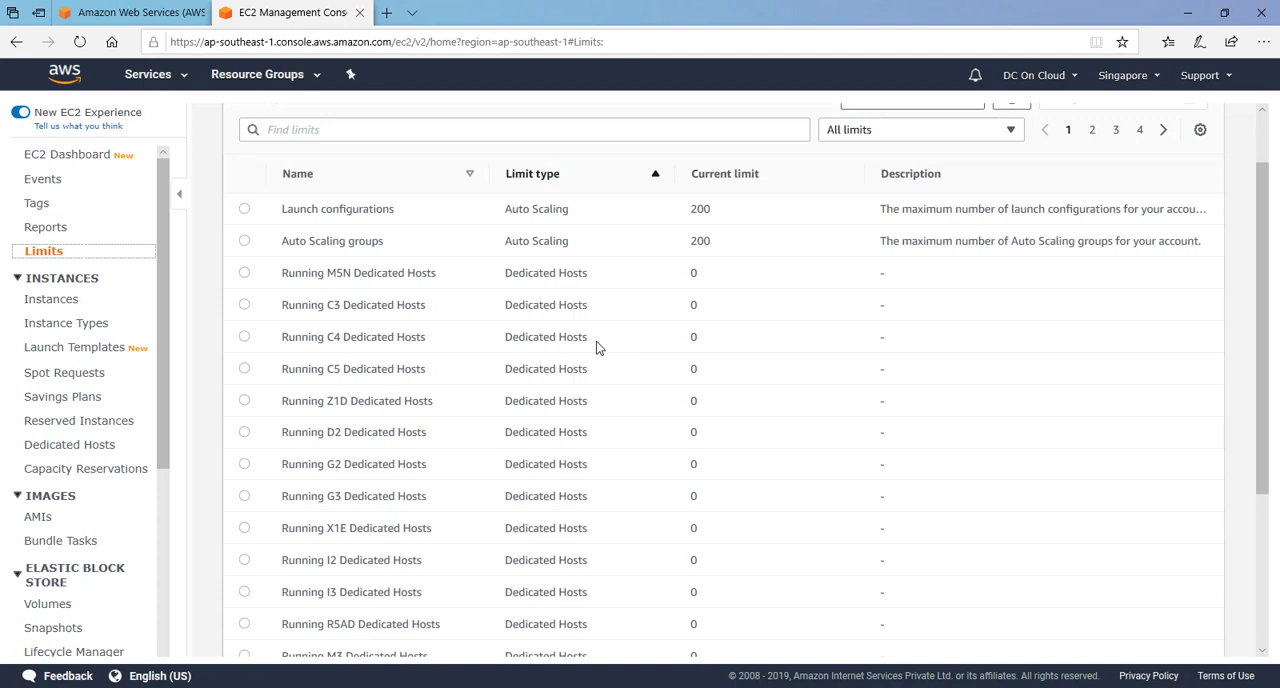 Amazon Web Services (AWS
EC2 Management Conso
https://ap-southeast-1.console.aws.amazon.com/ec2/v2/home?region=ap-southeast-1#Limits:
aws
Services
Resource Groups
DC On Cloud
Singapore
Support
New EC2 Experience
Tell us what you think
EC2 Dashboard New
Events
Tags
Reports
Limits
INSTANCES
Instances
Instance Types
Launch Templates New
Spot Requests
Savings Plans
Reserved Instances
Dedicated Hosts
Capacity Reservations
IMAGES
AMIs
Bundle Tasks
ELASTIC BLOCK
STORE
Volumes
Snapshots
Lifecycle Manager
Find limits
All limits
1 2 3 4
Name Limit type Current limit Description
Launch configurations Auto Scaling 200 The maximum number of launch configurations for your accou...
Auto Scaling groups Auto Scaling 200 The maximum number of Auto Scaling groups for your account.
Running M5N Dedicated Hosts Dedicated Hosts 0 -
Running C3 Dedicated Hosts Dedicated Hosts 0 -
Running C4 Dedicated Hosts Dedicated Hosts 0 -
Running C5 Dedicated Hosts Dedicated Hosts 0 -
Running Z1D Dedicated Hosts Dedicated Hosts 0 -
Running D2 Dedicated Hosts Dedicated Hosts 0 -
Running G2 Dedicated Hosts Dedicated Hosts 0 -
Running G3 Dedicated Hosts Dedicated Hosts 0 -
Running X1E Dedicated Hosts Dedicated Hosts 0 -
Running I2 Dedicated Hosts Dedicated Hosts 0 -
Running I3 Dedicated Hosts Dedicated Hosts 0 -
Running R5AD Dedicated Hosts Dedicated Hosts 0 -
Running M3 Dedicated Hosts Dedicated Hosts 0
Feedback
English (US)
© 2008 - 2019, Amazon Internet Services Private Ltd. or its affiliates. All rights reserved.
Privacy Policy
Terms of Use